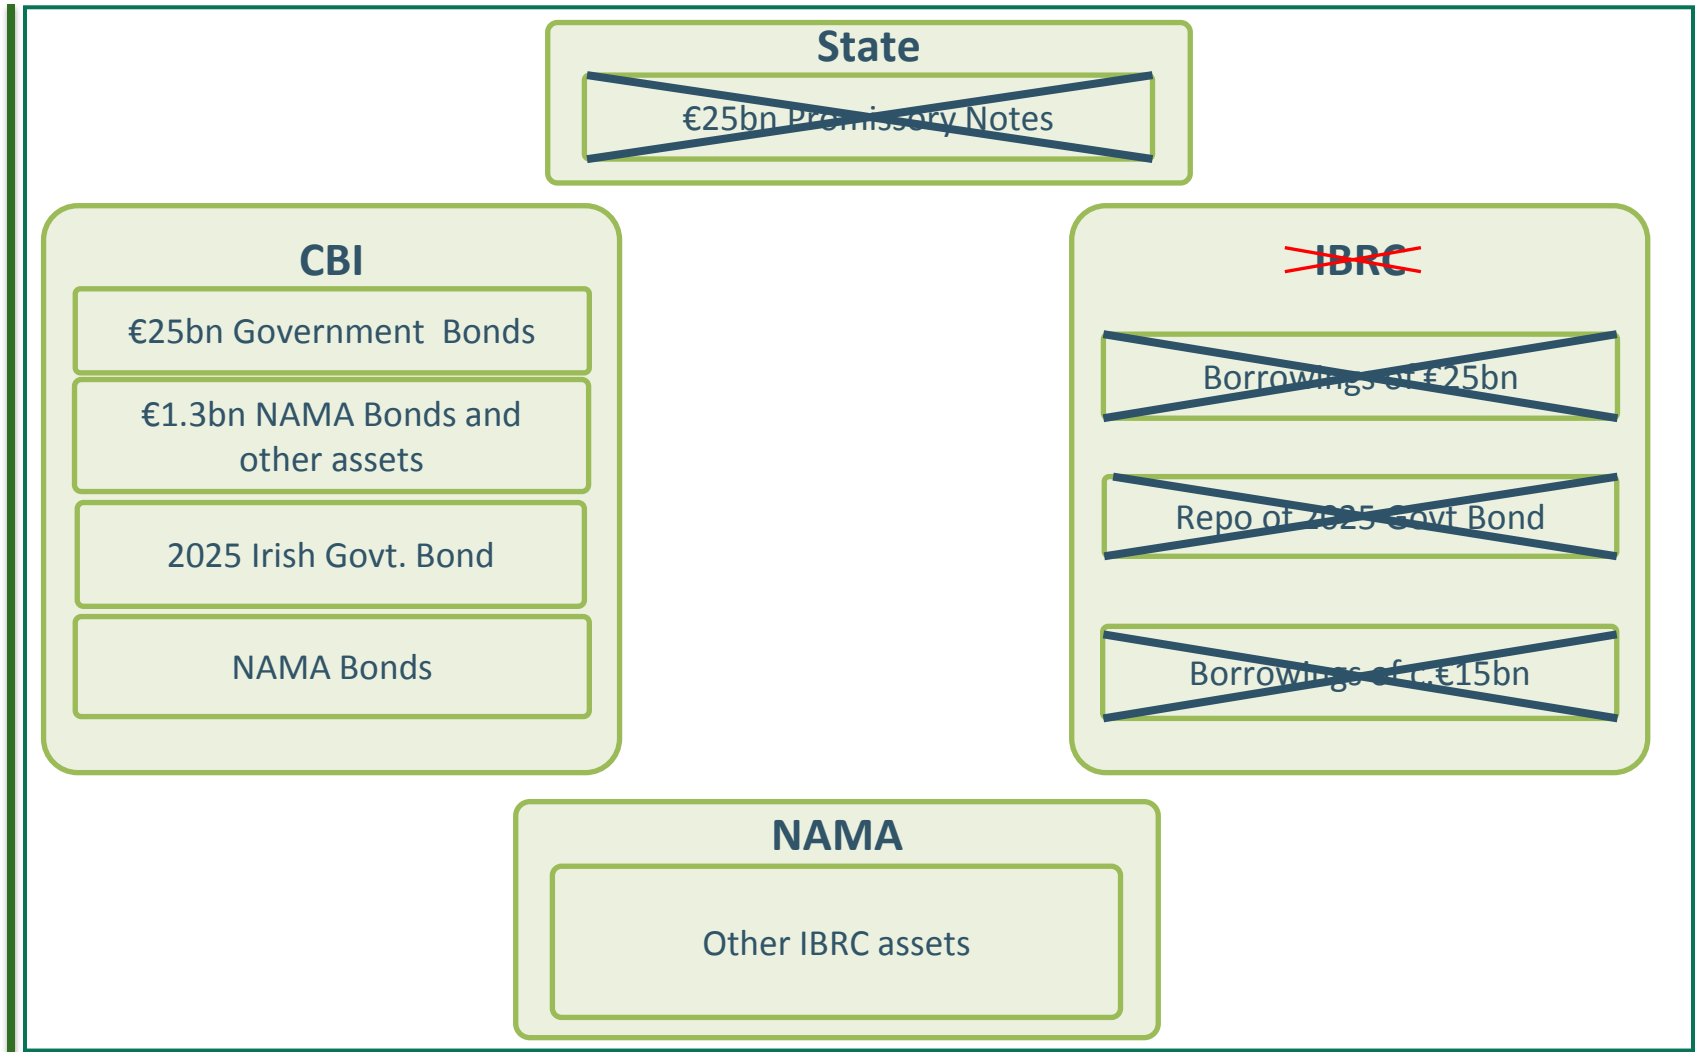 State
€25bn Promissory Notes
CBI
€25bn Government Bonds
€1.3bn NAMA Bonds and
other assets
2025 Irish Govt. Bond
NAMA Bonds
IBRC
Borrowings of €25bn
Repo of 2025 Govt Bond
Borrowings of c.€15bn
NAMA
Other IBRC assets